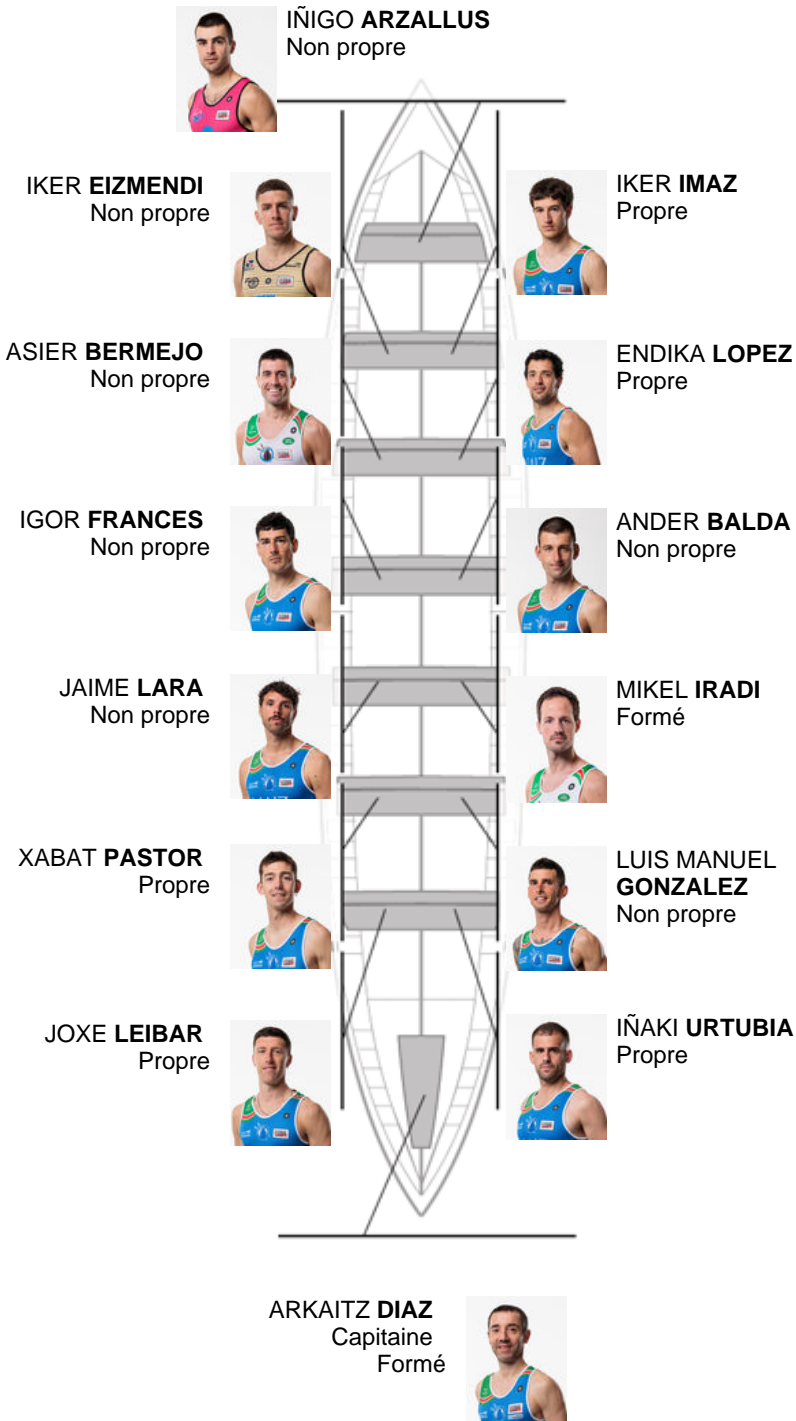 IÑIGO ARZALLUS
Non propre
IKER EIZMENDI
Non propre
IKER IMAZ
Propre
ASIER BERMEJO
Non propre
ENDIKA LOPEZ
Propre
IGOR FRANCES
Non propre
ANDER BALDA
Non propre
JAIME LARA
Non propre
MIKEL IRADI
Formé
XABAT PASTOR
Propre
LUIS MANUEL
GONZALEZ
Non propre
JOXE LEIBAR
Propre
IÑAKI URTUBIA
Propre
ARKAITZ DIAZ
Capitaine
Formé